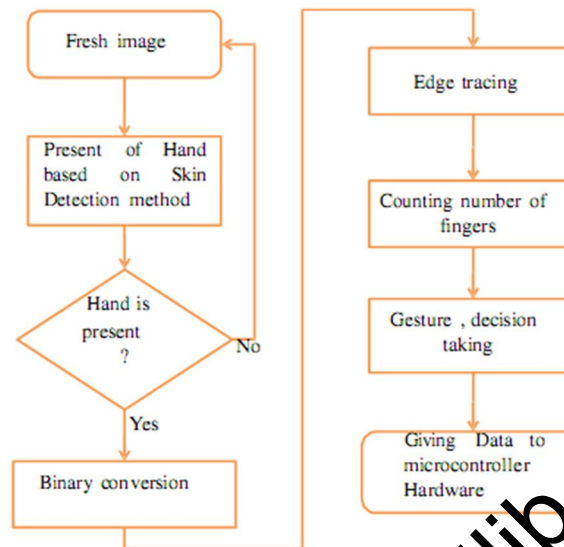 Fresh image
Present of Hand
based on Skin
Detection method
Hand is
present
?
No
Yes
Binary conversion
Edge tracing
Counting number of
fingers
Gesture , decision
taking
Giving Data to
microcontroller
Hardware